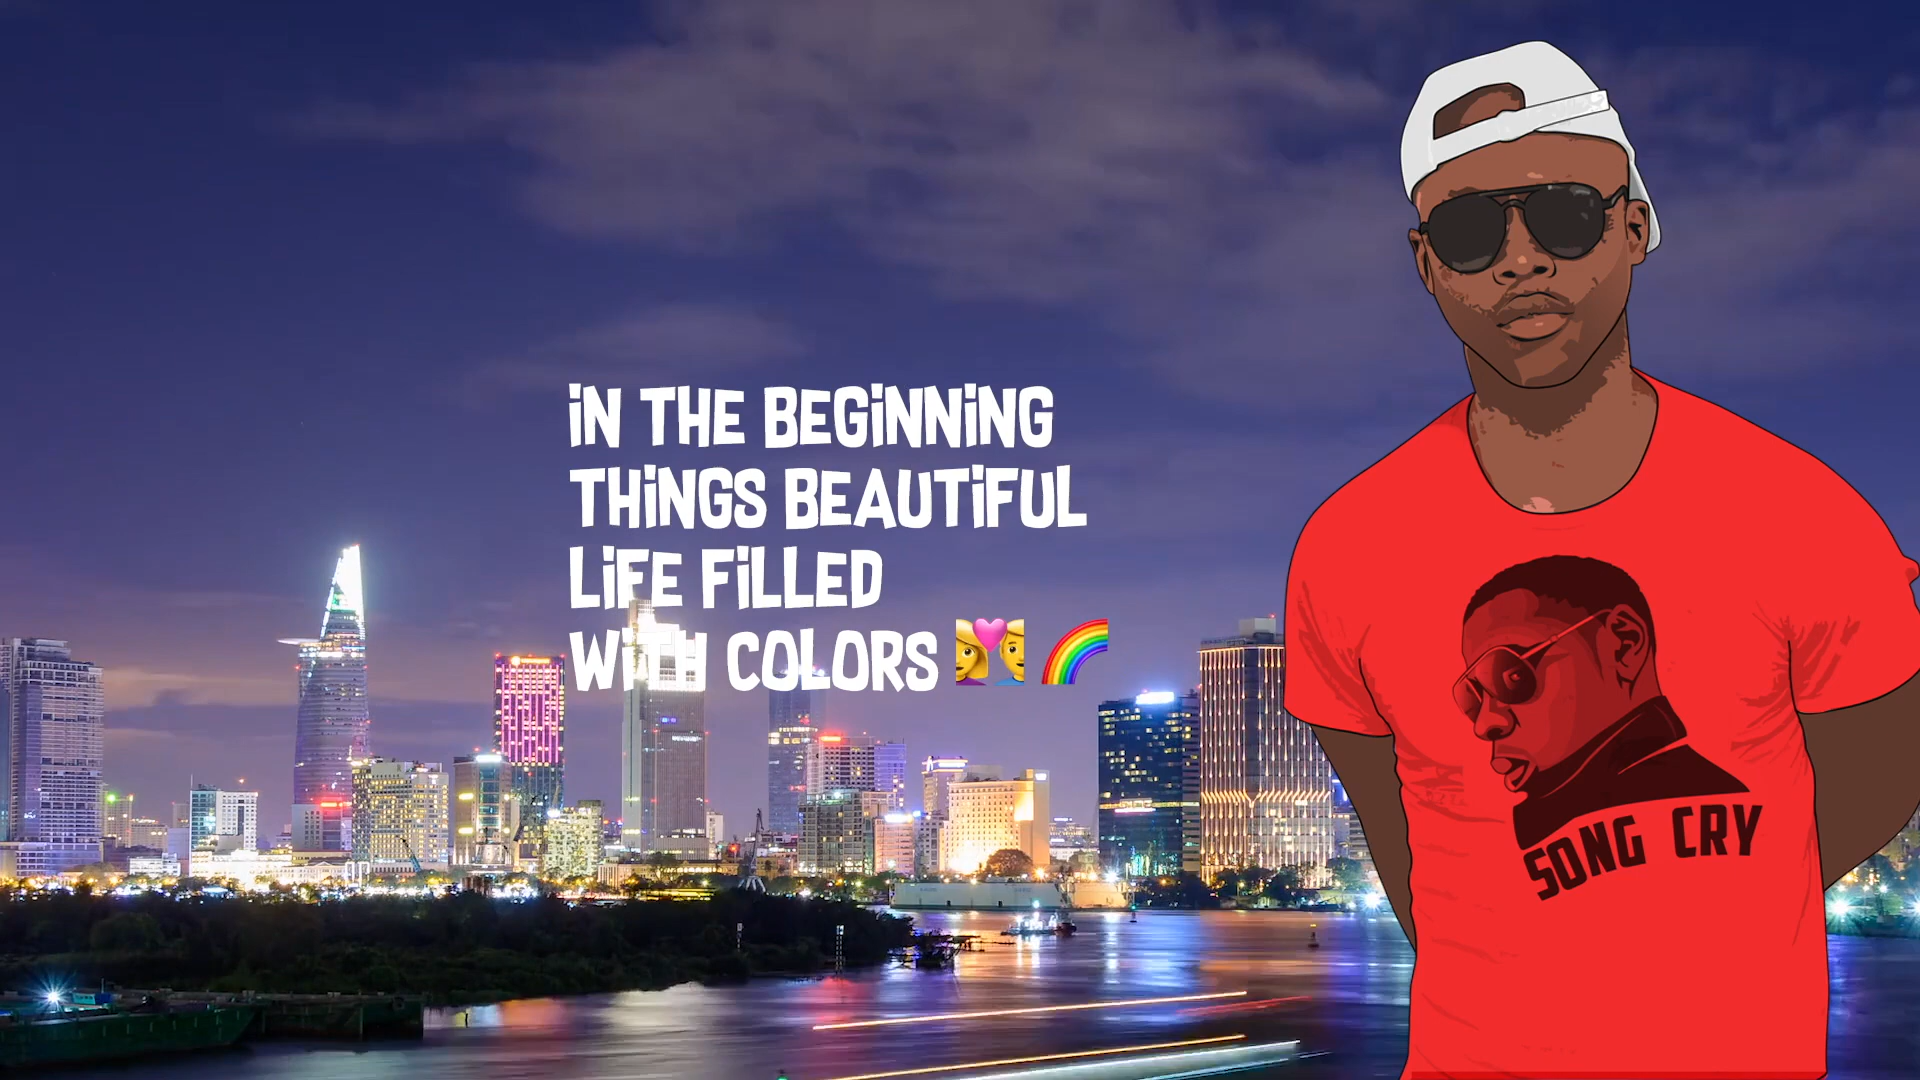 iN THE BEGiNNiNG
THiNGS BEAUTiFUL
LiFE FiLLED
WiTH COLORS 👩‍❤️‍👨 🌈
SONG CRY